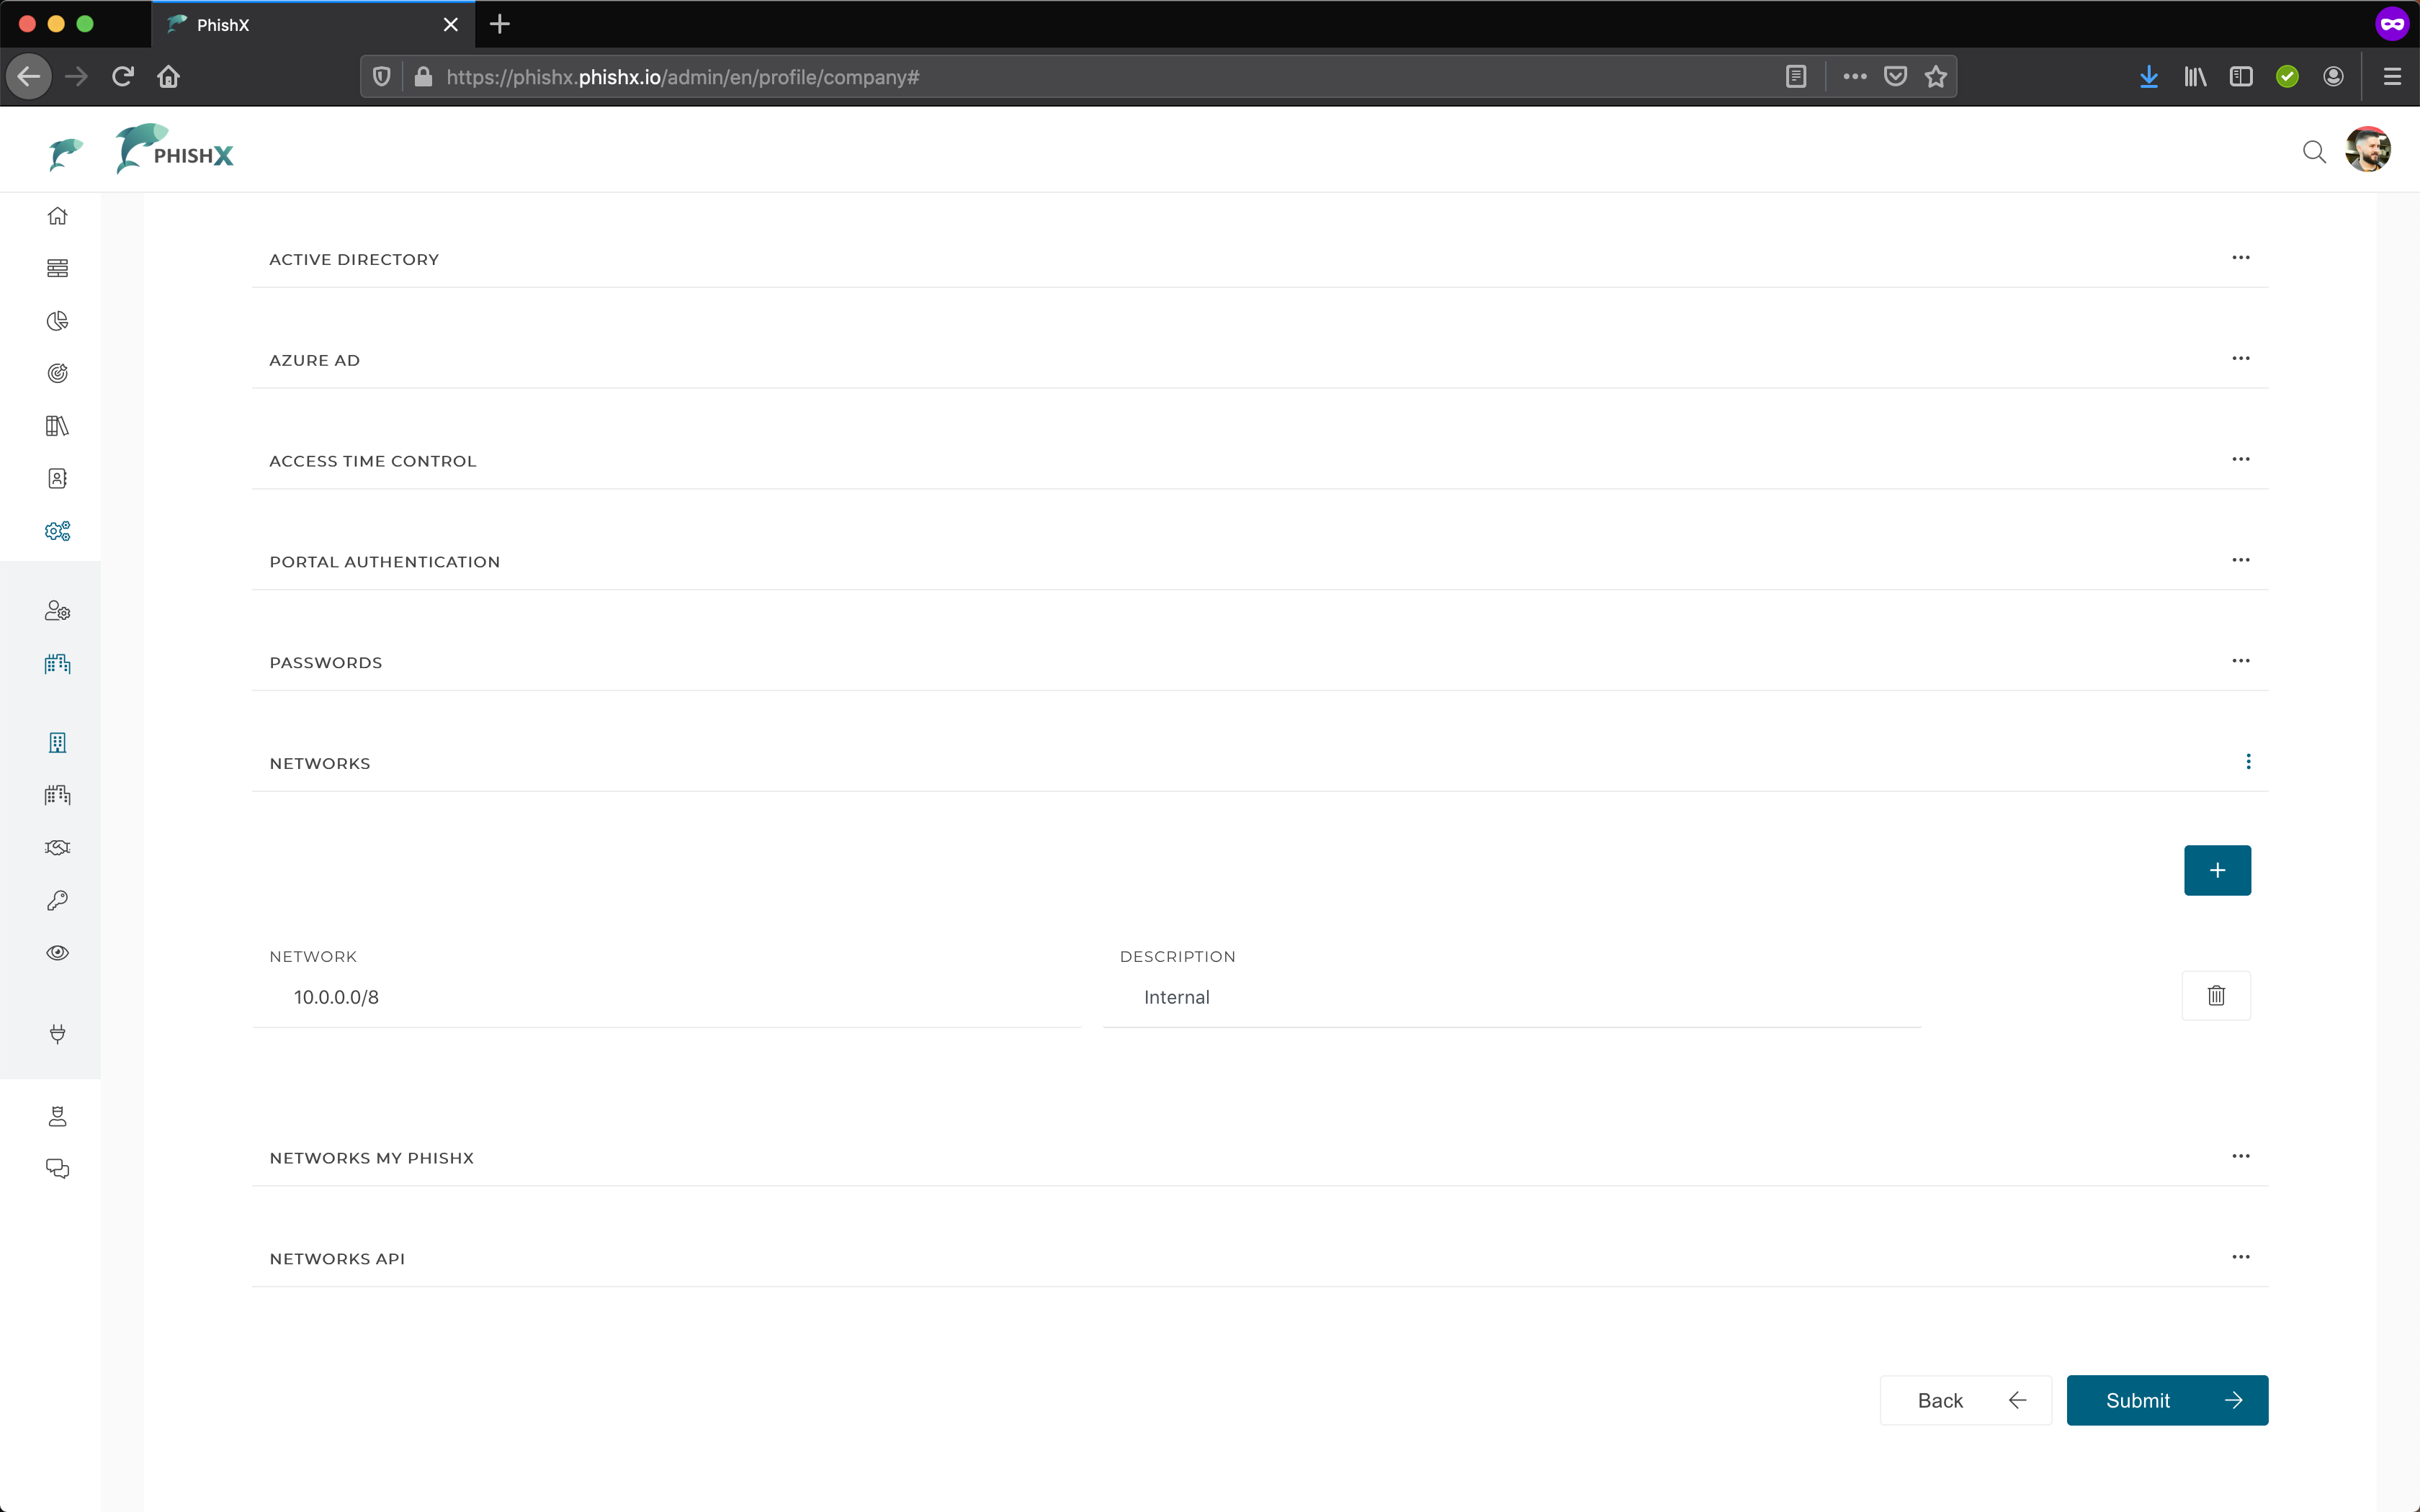 PhishX
https://phishx.phishx.io/admin/en/profile/company#
PHISHX
ACTIVE DIRECTORY
AZURE AD
ACCESS TIME CONTROL
PORTAL AUTHENTICATION
PASSWORDS
NETWORKS
NETWORK
DESCRIPTION
10.0.0.0/8
Internal
NETWORKS MY PHISHX
NETWORKS API
Back
Submit